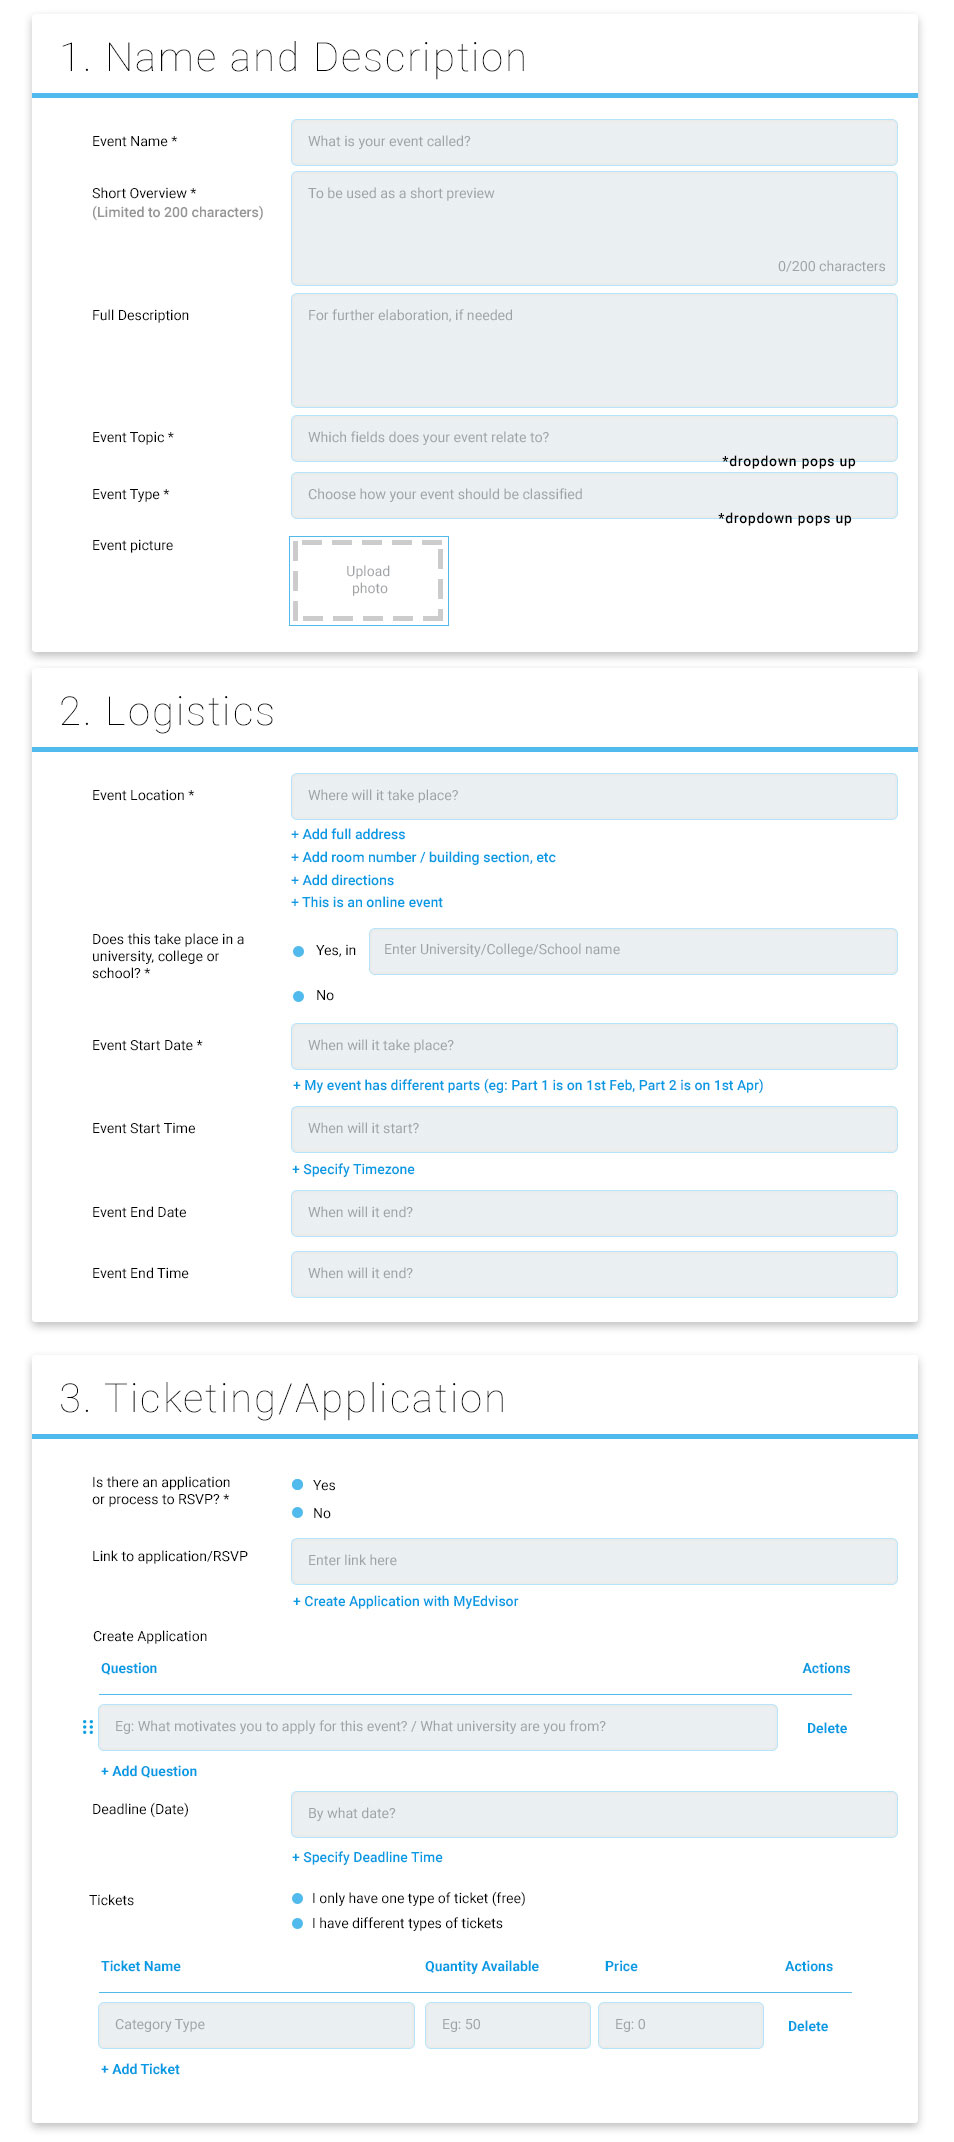 1. Name and Description
Event Name *
What is your event called?
Short Overview *
(Limited to 200 characters)
To be used as a short preview
0/200 characters
Full Description
For further elaboration, if needed
Event Topic *
Which fields does your event relate to?
*dropdown pops up
Event Type *
Choose how your event should be classified
*dropdown pops up
Event picture
Upload
photo
2. Logistics
Event Location *
Where will it take place?
+ Add full address
+ Add room number / building section, etc
+ Add directions
+ This is an online event
Does this take place in a
university, college or
school? *
Yes, in
Enter University/College/School name
No
Event Start Date *
When will it take place?
+ My event has different parts (eg: Part 1 is on 1st Feb, Part 2 is on 1st Apr)
Event Start Time
When will it start?
+ Specify Timezone
Event End Date
When will it end?
Event End Time
When will it end?
3. Ticketing/Application
Is there an application
or process to RSVP? *
Yes
No
Link to application/RSVP
Enter link here
+ Create Application with MyEdvisor
Create Application
Question
Actions
Eg: What motivates you to apply for this event? / What university are you from?
Delete
+ Add Question
Deadline (Date)
By what date?
+ Specify Deadline Time
Tickets
I only have one type of ticket (free)
I have different types of tickets
Ticket Name
Quantity Available
Price
Actions
Category Type
Eg: 50
Eg: 0
Delete
+ Add Ticket